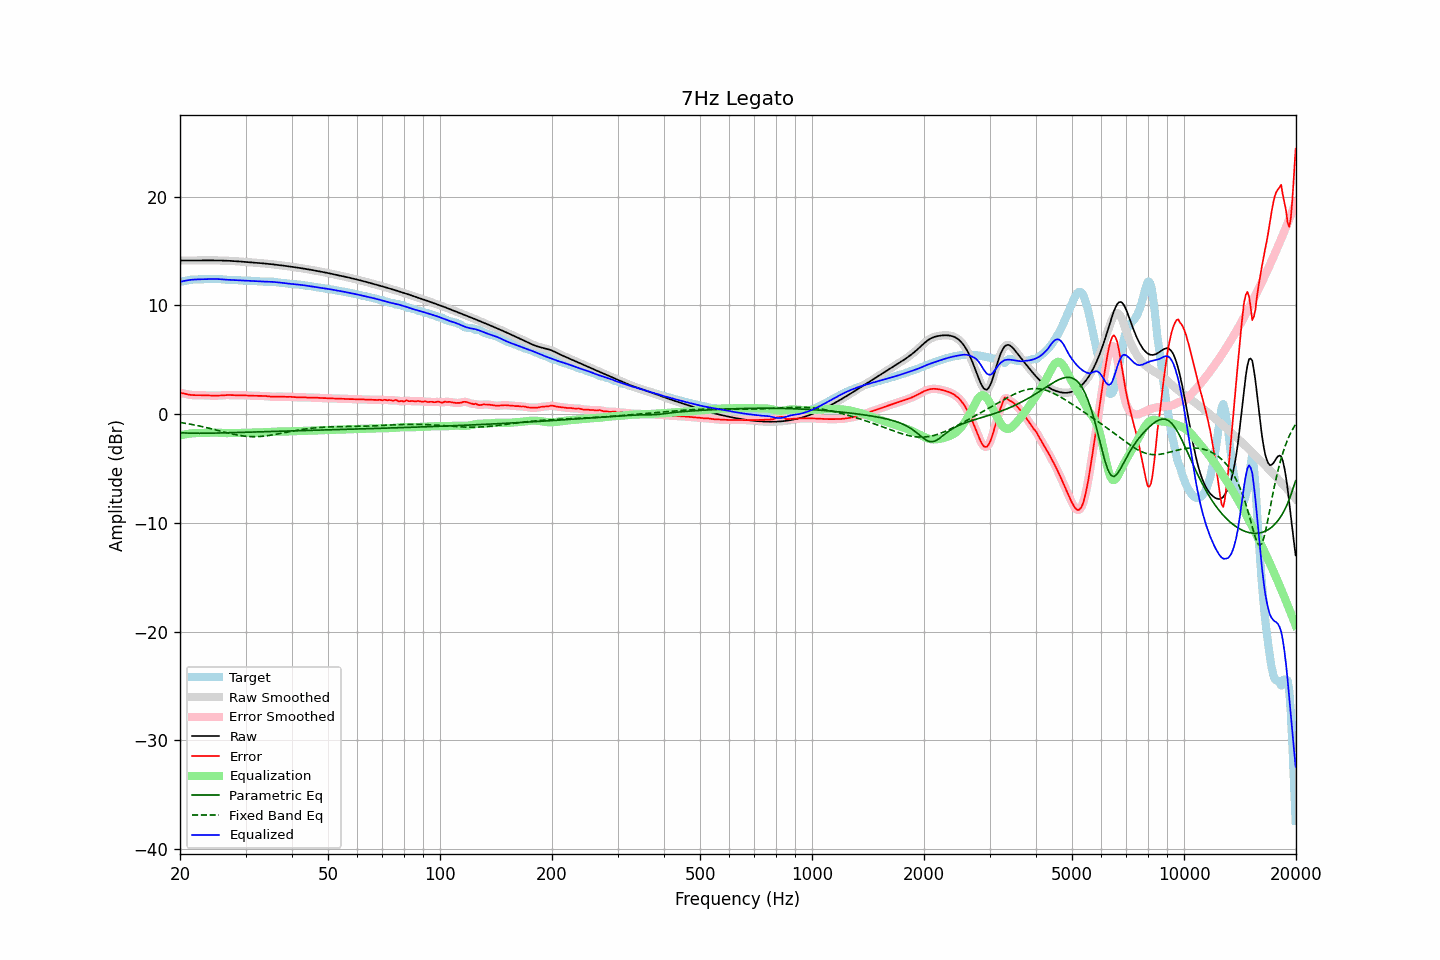 7Hz Legato
20
10
0
−10
−20
−30
−40
Amplitude (dBr)
Target
Raw Smoothed
Error Smoothed
Raw
Error
Equalization
Parametric Eq
Fixed Band Eq
Equalized
20 50 100 200 500 1000 2000 5000 10000 20000
Frequency (Hz)